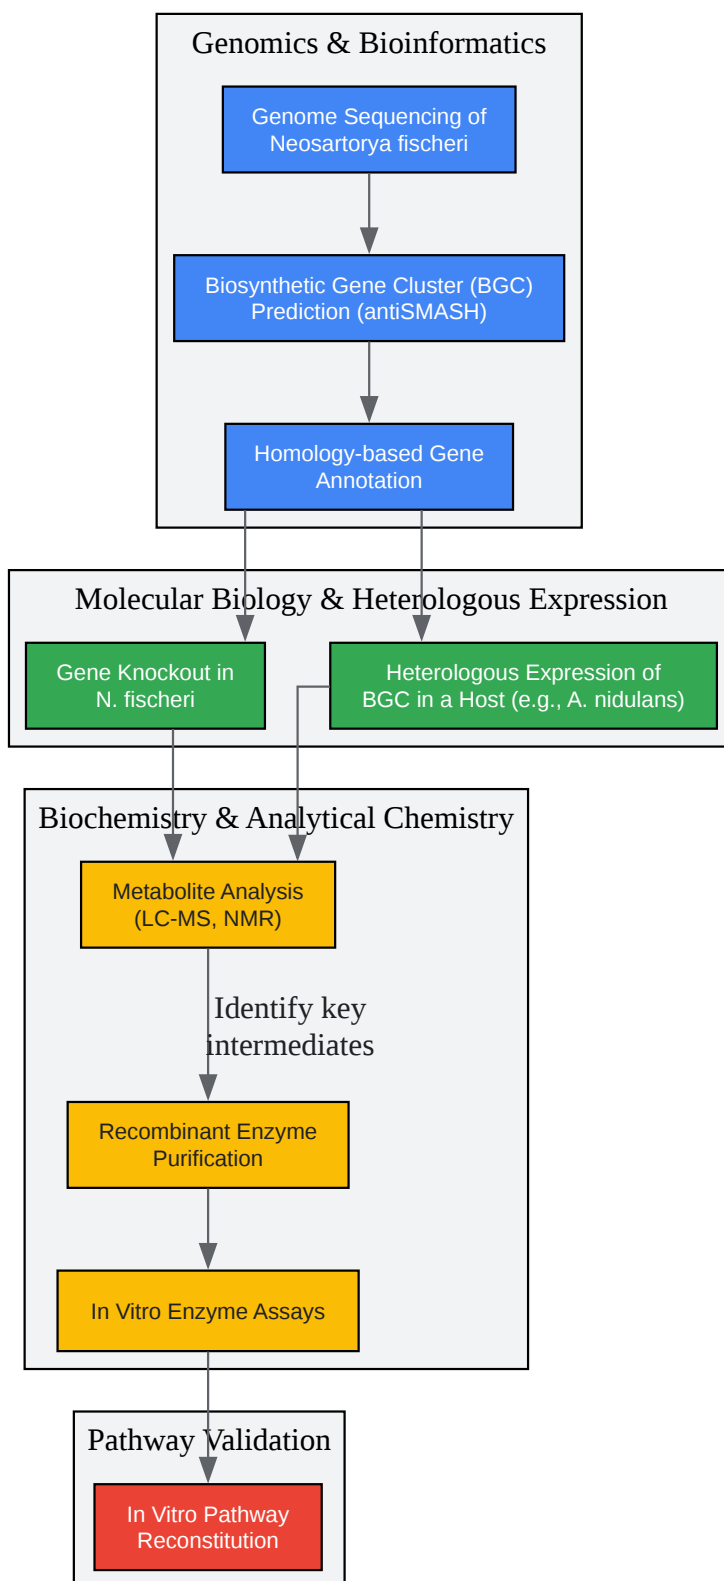 Genomics & Bioinformatics
Genome Sequencing of
Neosartorya fischeri
Biosynthetic Gene Cluster (BGC)
Prediction (antiSMASH)
Homology-based Gene
Annotation
Molecular Biology & Heterologous Expression
Gene Knockout in
N. fischeri
Heterologous Expression of
BGC in a Host (e.g., A. nidulans)
Biochemistry & Analytical Chemistry
Metabolite Analysis
(LC-MS, NMR)
Identify key
intermediates
Recombinant Enzyme
Purification
In Vitro Enzyme Assays
Pathway Validation
In Vitro Pathway
Reconstitution